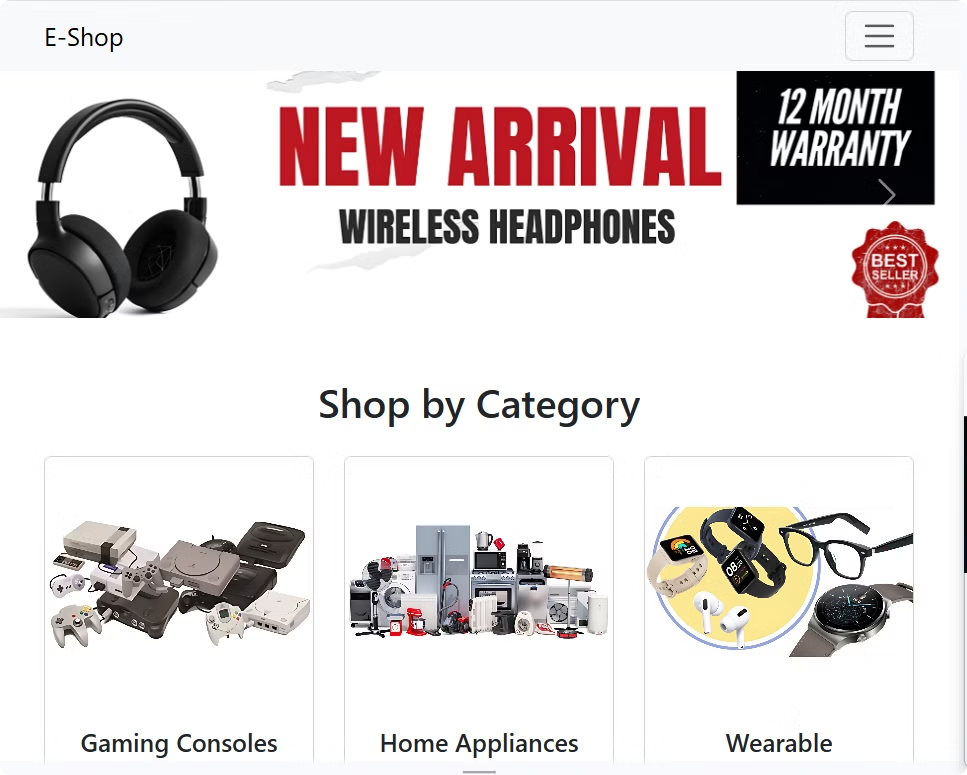 E-Shop
NEW ARRIVAL
WIRELESS HEADPHONES
12 MONTH
WARRANTY
BEST
SELLER
Shop by Category
Gaming Consoles
Home Appliances
Wearable